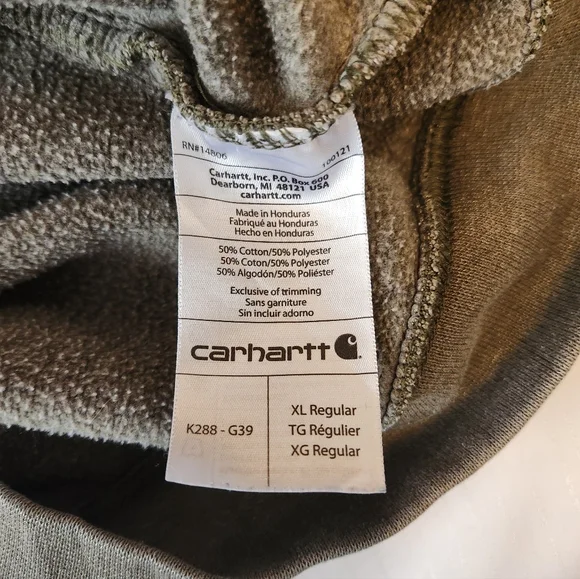 RN#14806 100121
Carhartt, Inc. P.O. Box 600
Dearborn, MI 48121 USA
carhartt.com
Made in Honduras
Fabriqué au Honduras
Hecho en Honduras
50% Cotton/50% Polyester
50% Coton/50% Polyester
50% Algodón/50% Poliéster
Exclusive of trimming
Sans garniture
Sin incluir adorno
carhartt
K288 - G39
XL Regular
TG Régulier
XG Regular